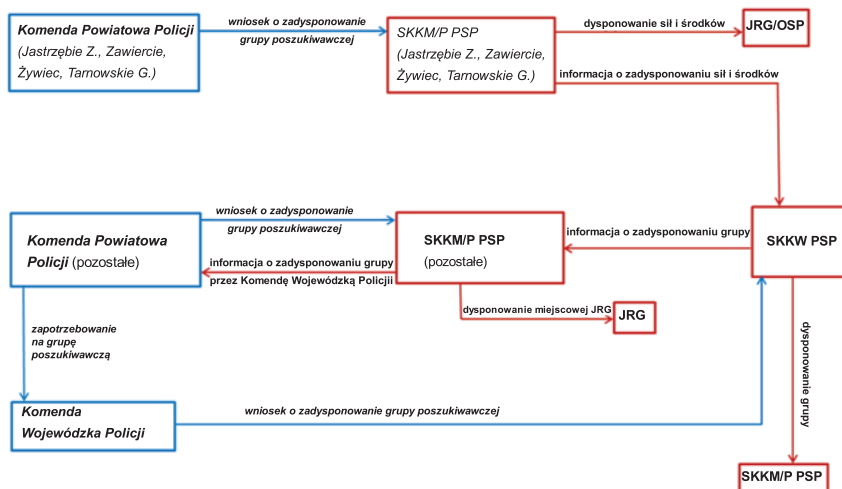 Komenda Powiatowa Policji
(Jastrzębie Z., Zawiercie,
Żywiec, Tarnowskie G.)
wniosek o zadysponowanie
grupy poszukiwawczej
SKKM/P PSP
(Jastrzębie Z., Zawiercie,
Żywiec, Tarnowskie G.)
dysponowanie sił i środków
JRG/OSP
informacja o zadysponowaniu sił i środków
Komenda Powiatowa
Policji (pozostałe)
wniosek o zadysponowanie
grupy poszukiwawczej
informacja o zadysponowaniu grupy
przez Komendę Wojewódzką Policjii
SKKM/P PSP
(pozostałe)
informacja o zadysponowaniu grupy
SKKW PSP
dysponowanie miejscowej JRG
JRG
zapotrzebowanie
na grupę
poszukiwawczą
dysponowanie grupy
Komenda
Wojewódzka Policji
wniosek o zadysponowanie grupy poszukiwawczej
SKKM/P PSP